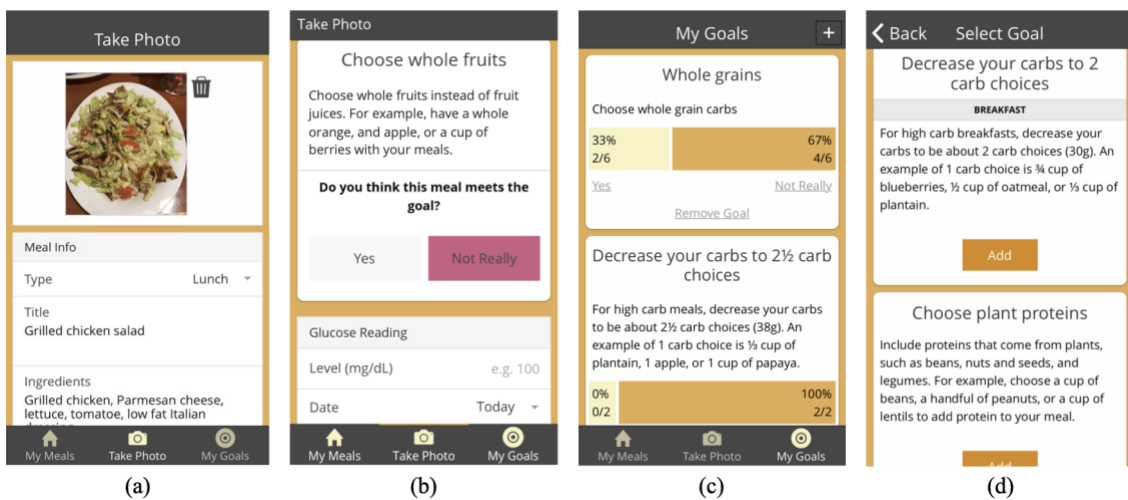 Take Photo
Meal Info
Type Lunch
Title
Grilled chicken salad
Ingredients
Grilled chicken, Parmesan cheese,
lettuce, tomatoe, low fat Italian
My Meals Take Photo My Goals
(a)
Take Photo
Choose whole fruits
Choose whole fruits instead of fruit
juices. For example, have a whole
orange, and apple, or a cup of
berries with your meals.
Do you think this meal meets the
goal?
Yes Not Really
Glucose Reading
Level (mg/dL) e.g. 100
Date Today
My Meals Take Photo My Goals
(b)
My Goals +
Whole grains
Choose whole grain carbs
33% 67%
2/6 4/6
Yes Not Really
Remove Goal
Decrease your carbs to 2½ carb
choices
For high carb meals, decrease your carbs
to be about 2½ carb choices (38g). An
example of 1 carb choice is ⅓ cup of
plantain, 1 apple, or 1 cup of papaya.
0% 100%
0/2 2/2
My Meals Take Photo My Goals
(c)
Back Select Goal
Decrease your carbs to 2
carb choices
BREAKFAST
For high carb breakfasts, decrease your
carbs to be about 2 carb choices (30g). An
example of 1 carb choice is ¾ cup of
blueberries, ½ cup of oatmeal, or ⅓ cup of
plantain.
Add
Choose plant proteins
Include proteins that come from plants,
such as beans, nuts and seeds, and
legumes. For example, choose a cup of
beans, a handful of peanuts, or a cup of
lentils to add protein to your meal.
Add
(d)